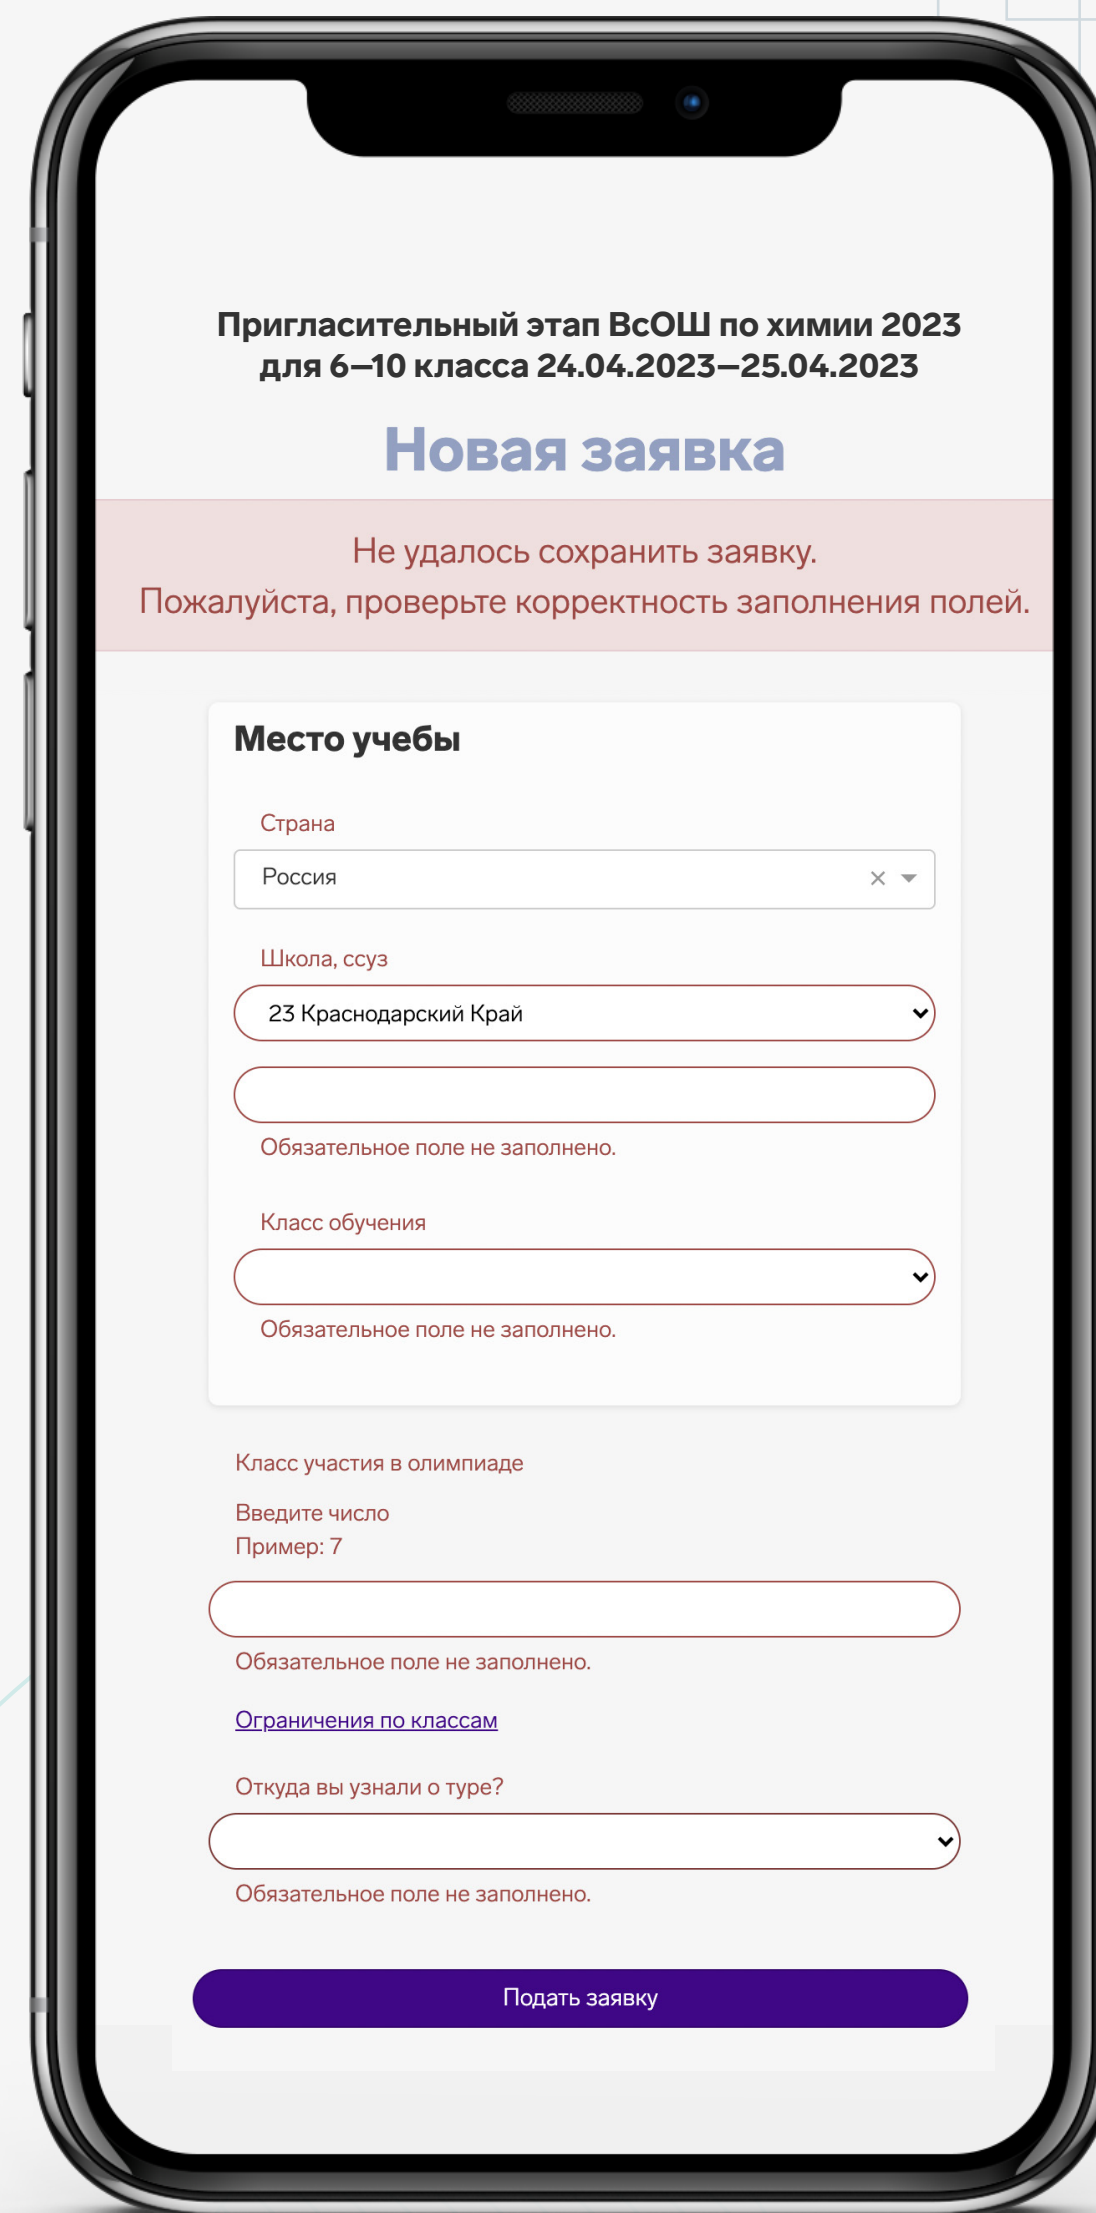 Пригласительный этап ВсОШ по химии 2023
для 6–10 класса 24.04.2023–25.04.2023
Новая заявка
Не удалось сохранить заявку.
Пожалуйста, проверьте корректность заполнения полей.
Место учебы
Страна
Россия
Школа, ссуз
23 Краснодарский Край
Обязательное поле не заполнено.
Класс обучения
Обязательное поле не заполнено.
Класс участия в олимпиаде
Введите число
Пример: 7
Обязательное поле не заполнено.
Ограничения по классам
Откуда вы узнали о туре?
Обязательное поле не заполнено.
Подать заявку